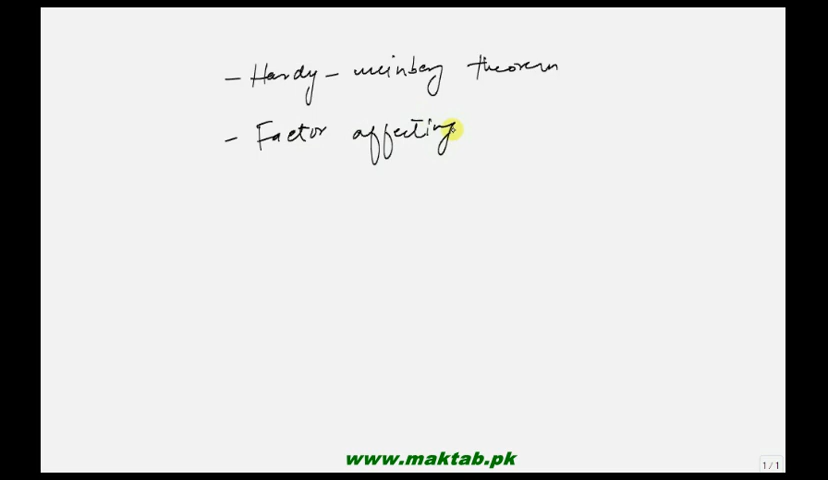 - Hardy - weinberg theorem
- Factor affecting
www.maktab.pk
1/1